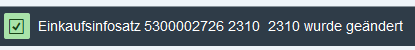 Einkaufsinfosatz 5300002726 2310  2310 wurde geändert